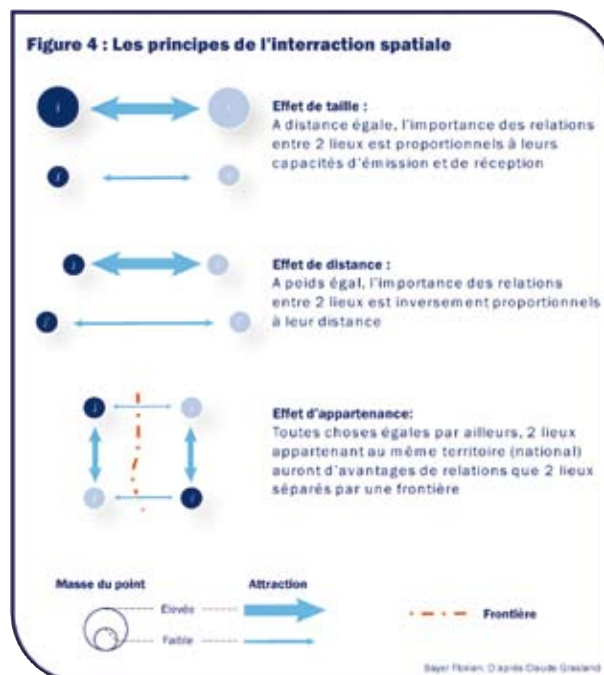 Figure 4 : Les principes de l'interraction spatiale
Effet de taille :
A distance égale, l'importance des relations
entre 2 lieux est proportionnels à leurs
capacités d'émission et de réception
Effet de distance :
A poids égal, l'importance des relations
entre 2 lieux est inversement proportionnels
à leur distance
Effet d'appartenance:
Toutes choses égales par ailleurs, 2 lieux
appartenant au même territoire (national)
auront d'avantages de relations que 2 lieux
séparés par une frontière
Masse du point
Attraction
Elevés
Faible
Frontière
Bayer Florian. D'après Claude Grasland